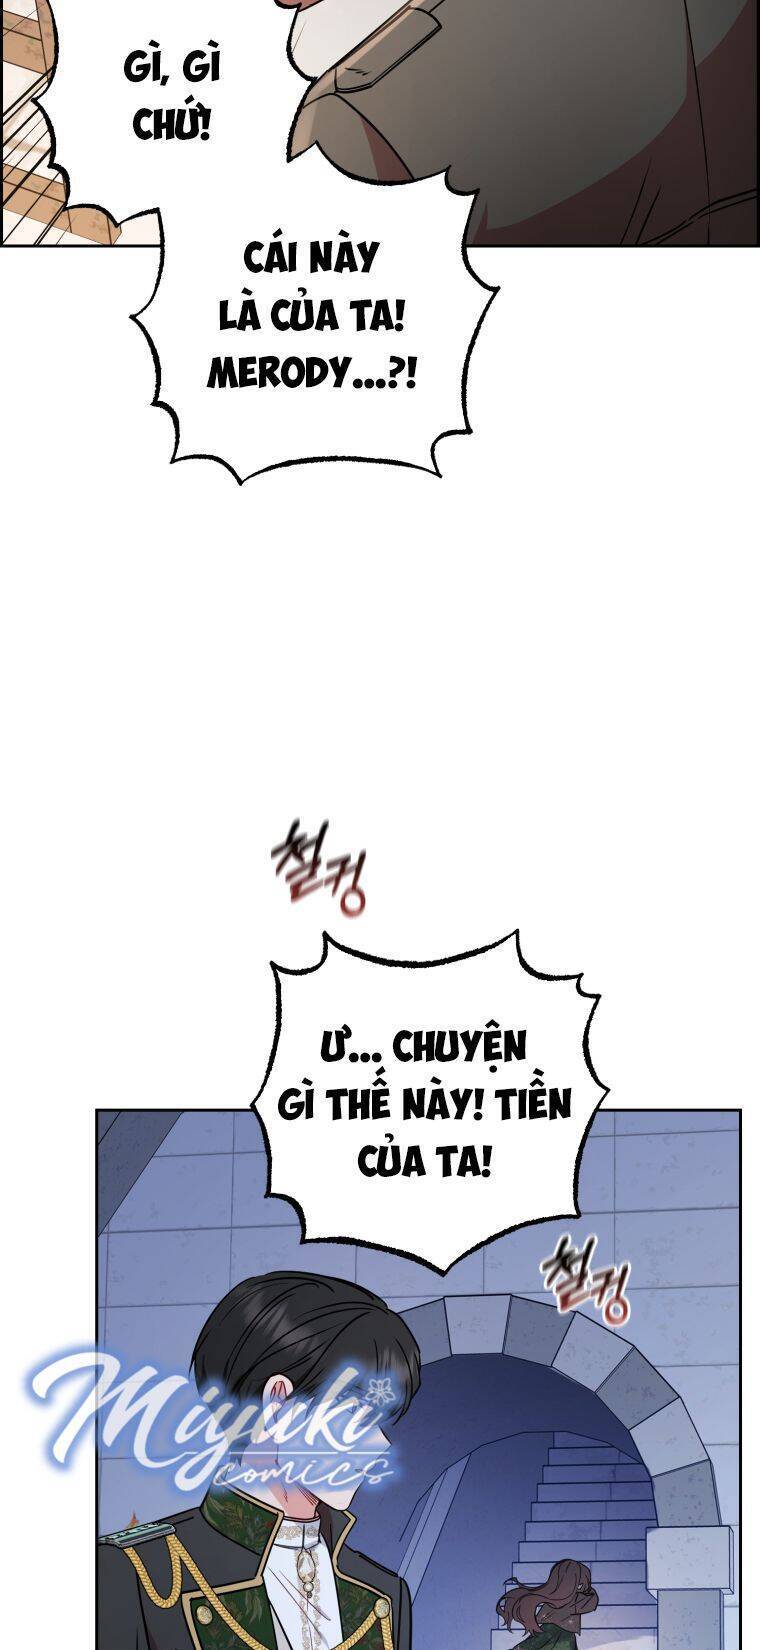 GÌ, GÌ
CHỨ!
CÁI NÀY
LÀ CỦA TA!
MERODY...?!
철컹
Ư... CHUYỆN
GÌ THẾ NÀY! TIỀN
CỦA TA!
철컹
Miyuki
comics